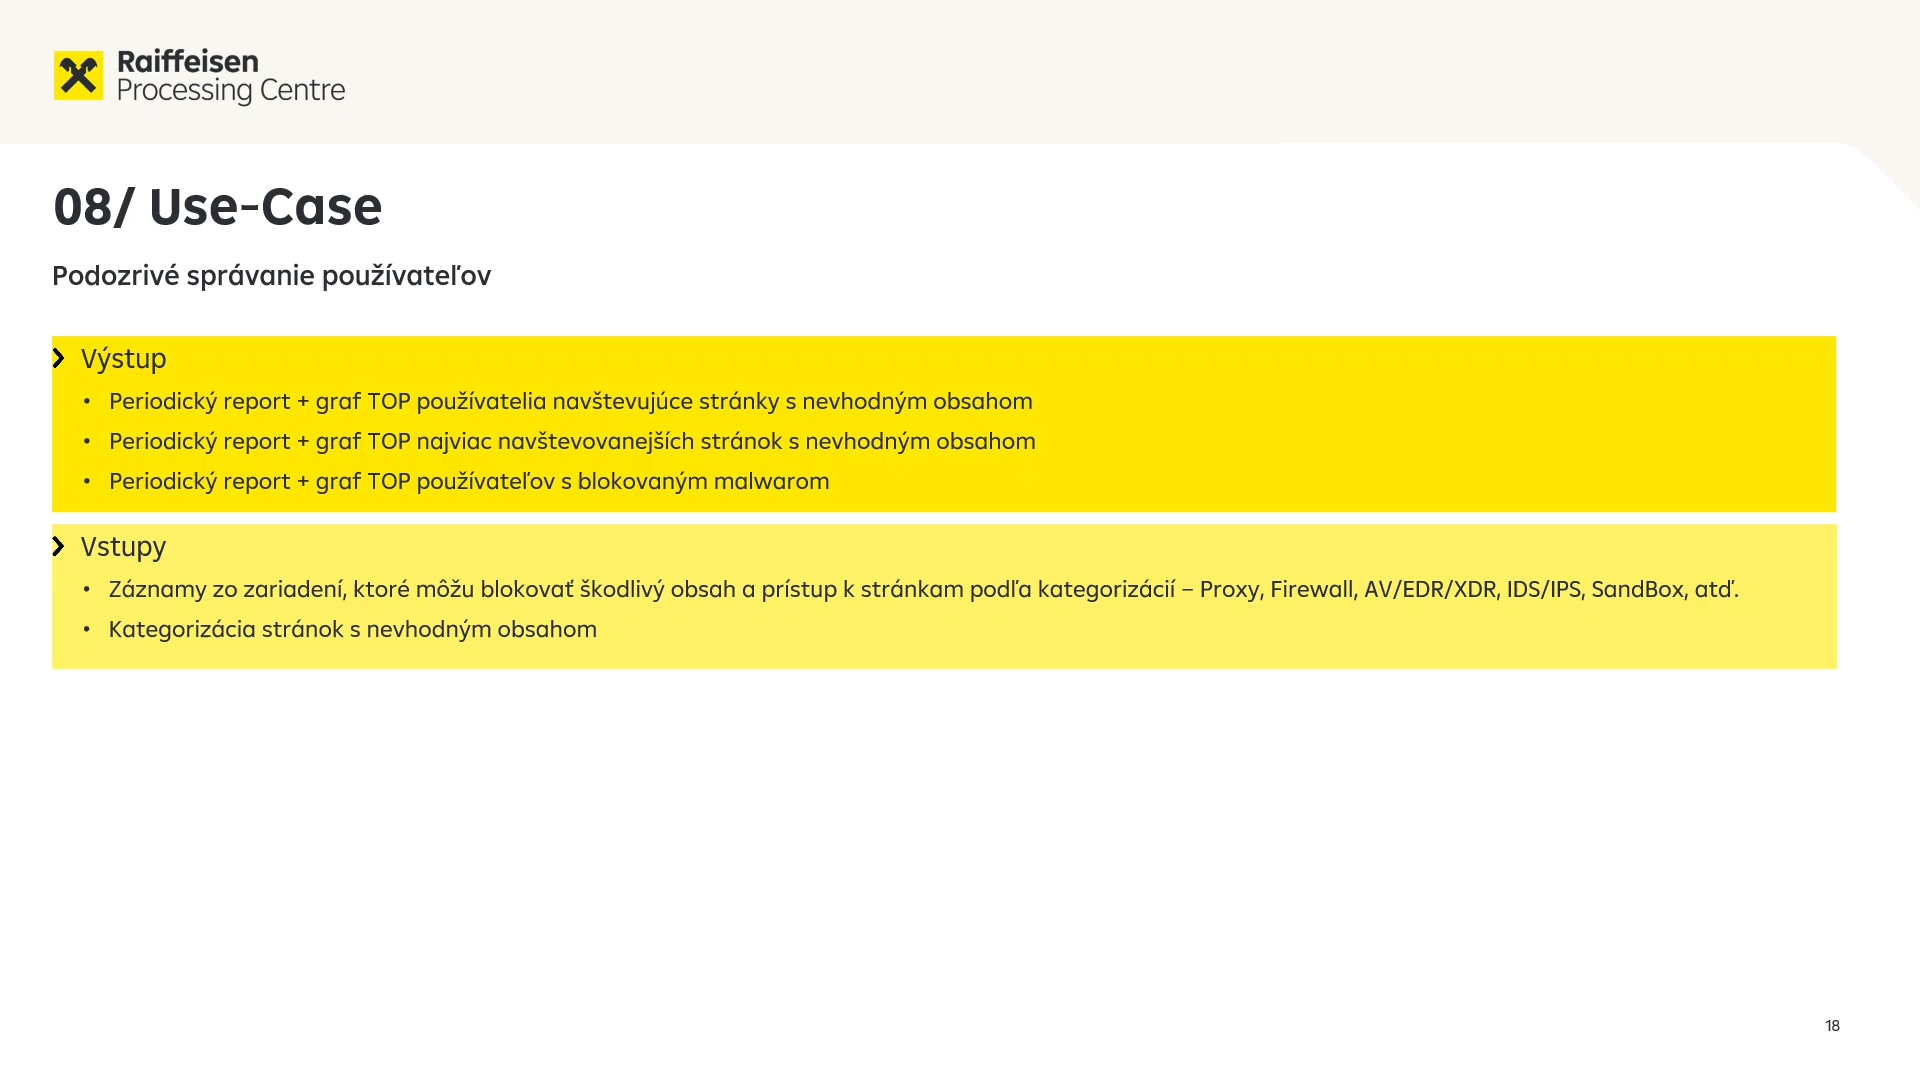 Raiffeisen
Processing Centre
08/ Use-Case
Podozrivé správanie používateľov
Výstup
• Periodický report + graf TOP používatelia navštevujúce stránky s nevhodným obsahom
• Periodický report + graf TOP najviac navštevovanejších stránok s nevhodným obsahom
• Periodický report + graf TOP používateľov s blokovaným malwarom
Vstupy
• Záznamy zo zariadení, ktoré môžu blokovať škodlivý obsah a prístup k stránkam podľa kategorizácií – Proxy, Firewall, AV/EDR/XDR, IDS/IPS, SandBox, atď.
• Kategorizácia stránok s nevhodným obsahom
18